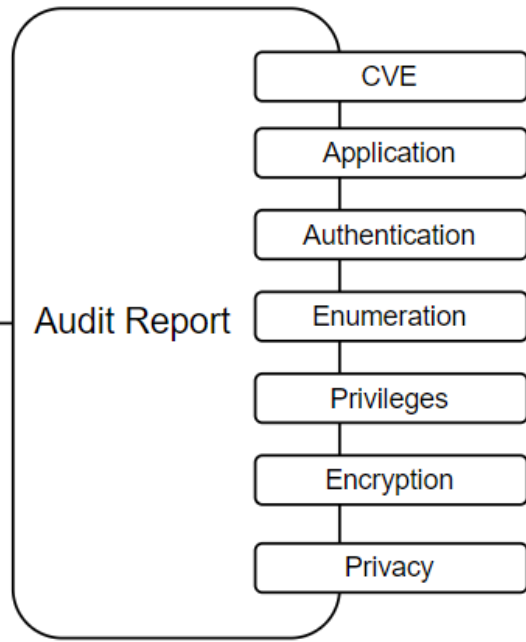 CVE
Application
Authentication
Audit Report
Enumeration
Privileges
Encryption
Privacy